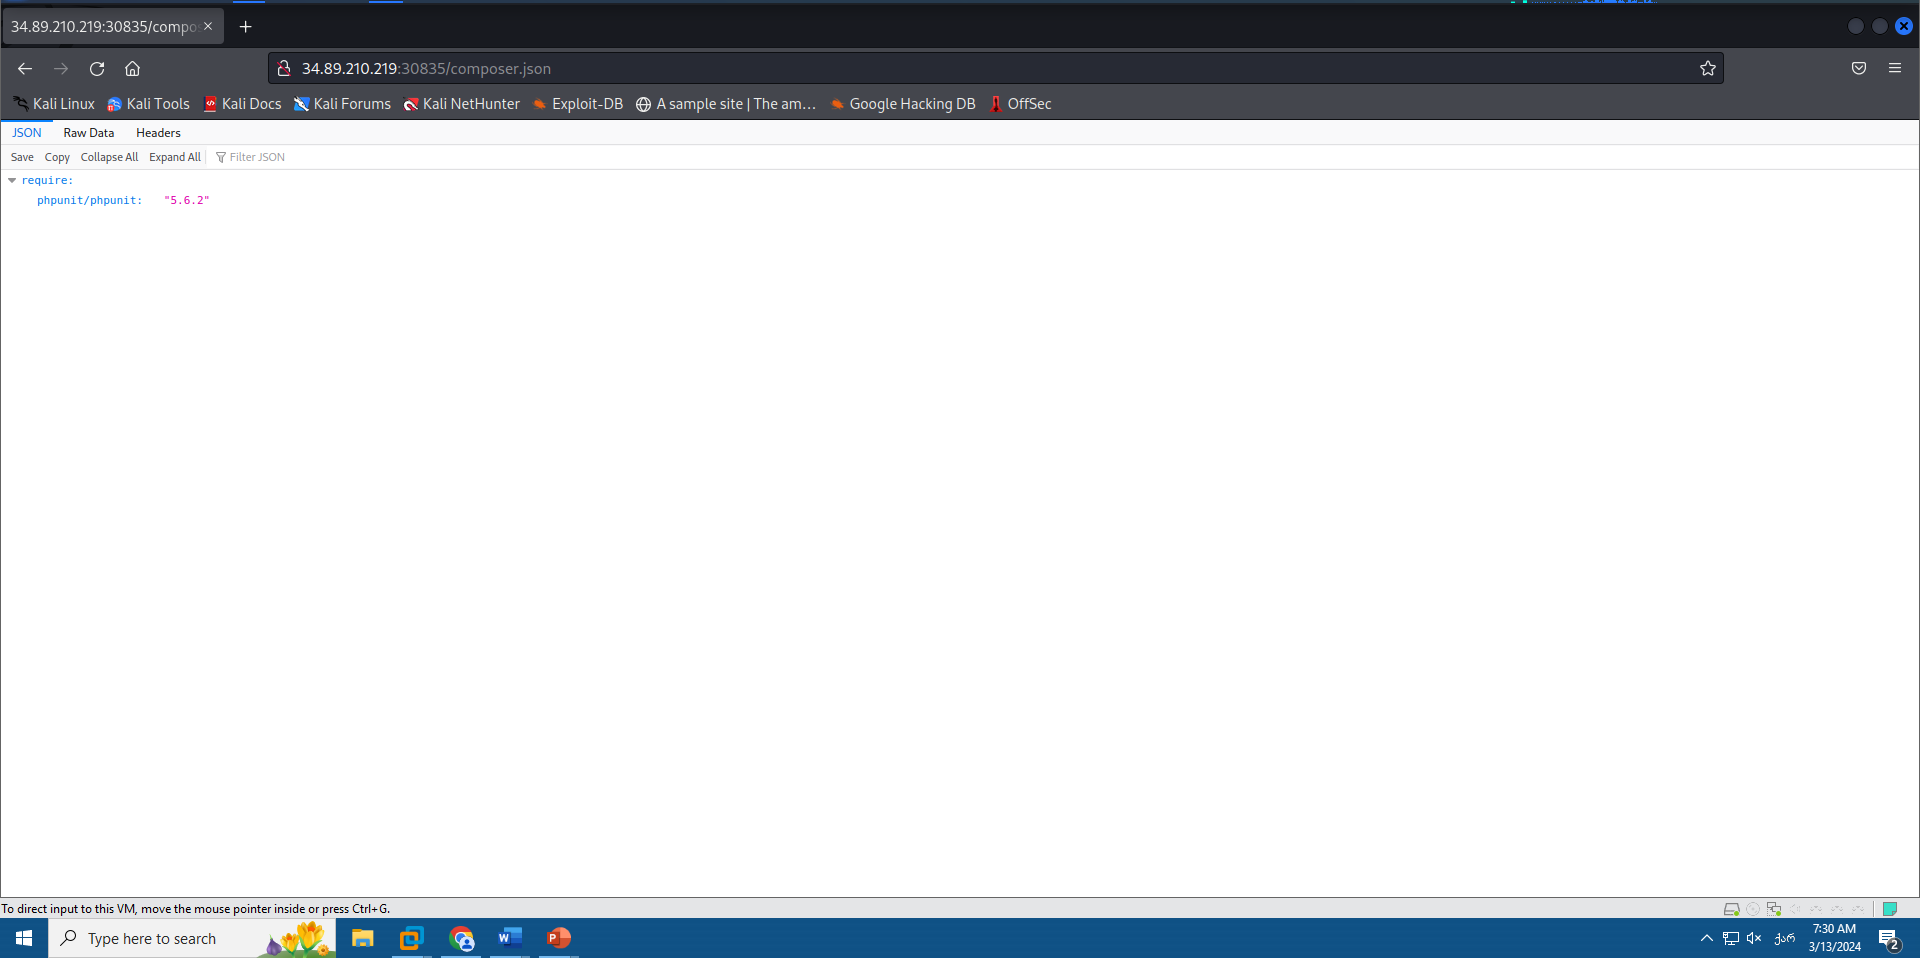 34.89.210.219:30835/compo
34.89.210.219:30835/composer.json
Kali Linux Kali Tools Kali Docs Kali Forums Kali NetHunter Exploit-DB A sample site | The am... Google Hacking DB OffSec
JSON Raw Data Headers
Save Copy Collapse All Expand All Filter JSON
require:
phpunit/phpunit: "5.6.2"
To direct input to this VM, move the mouse pointer inside or press Ctrl+G.
Type here to search
ქარ
7:30 AM
3/13/2024
2